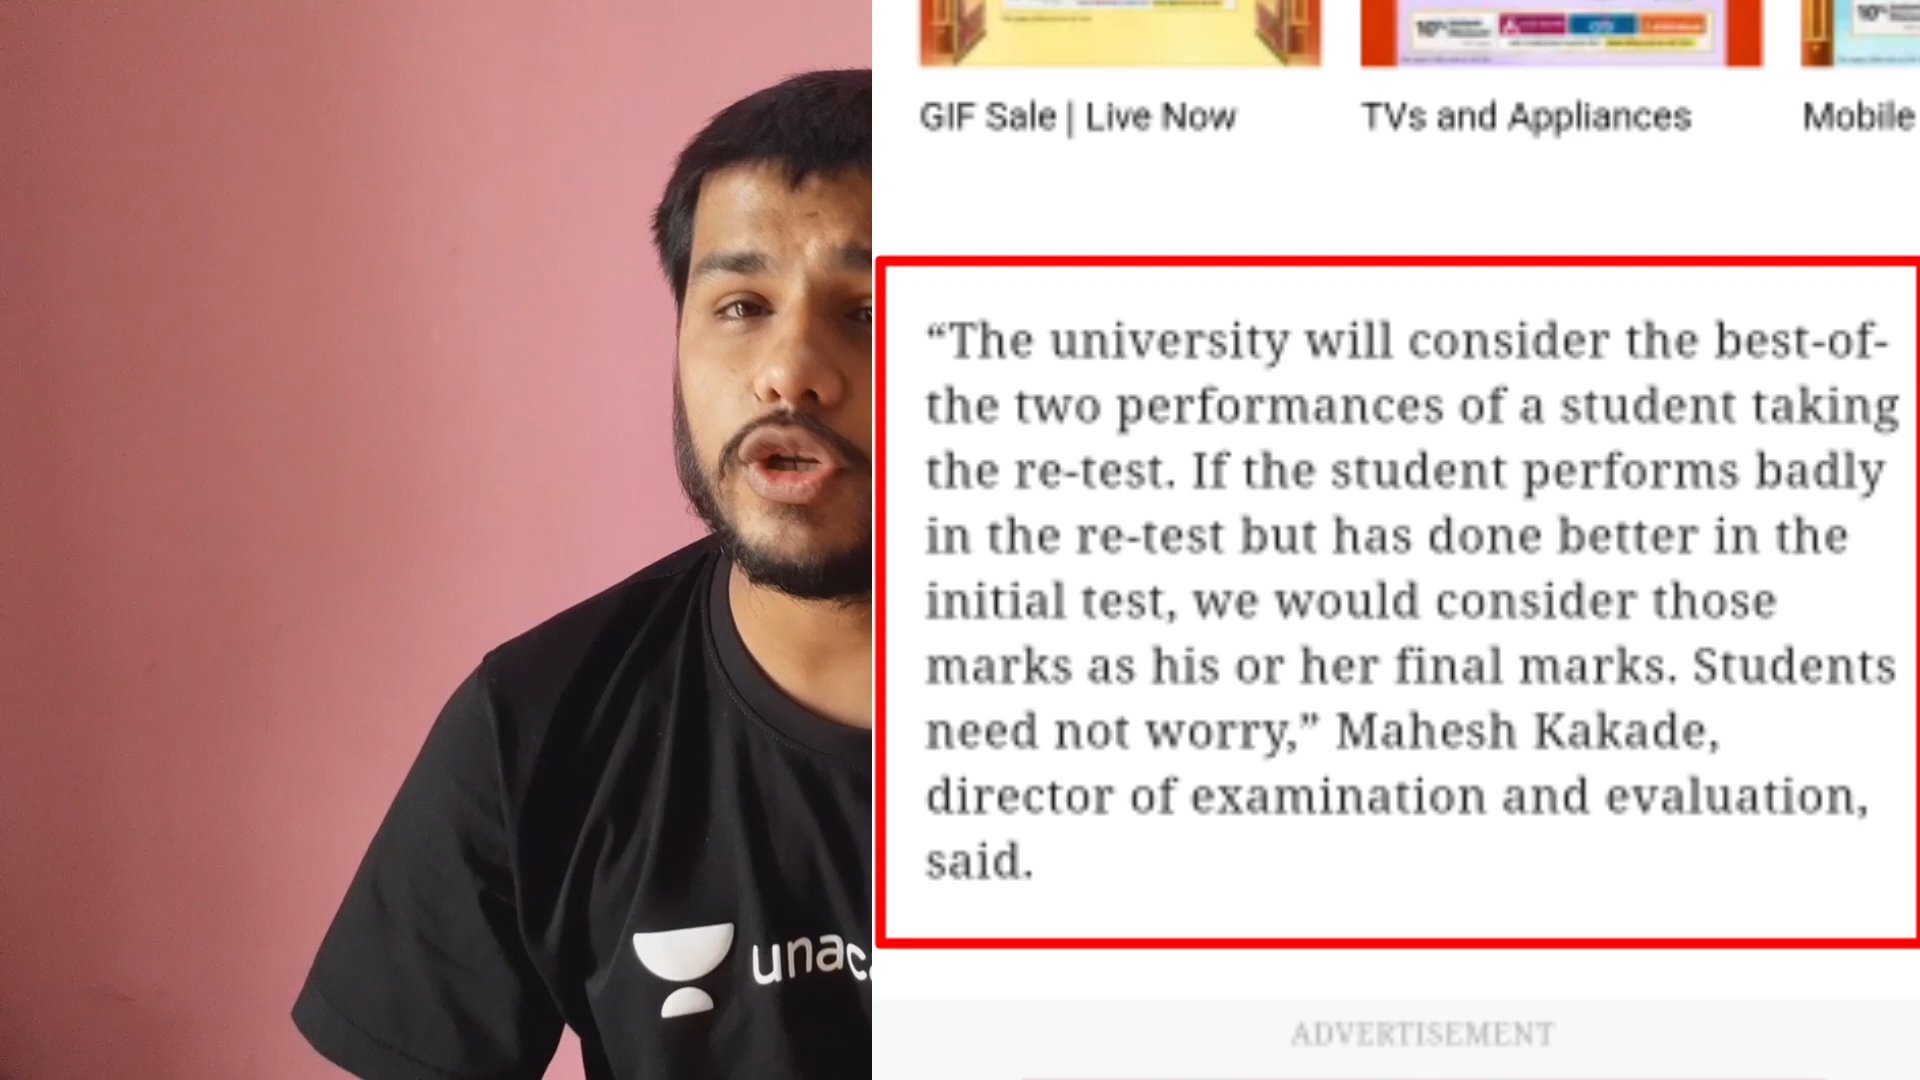 GIF Sale | Live Now
TVs and Appliances
Mobile
10%
10%
“The university will consider the best-of-
the two performances of a student taking
the re-test. If the student performs badly
in the re-test but has done better in the
initial test, we would consider those
marks as his or her final marks. Students
need not worry,” Mahesh Kakade,
director of examination and evaluation,
said.
unac
ADVERTISEMENT